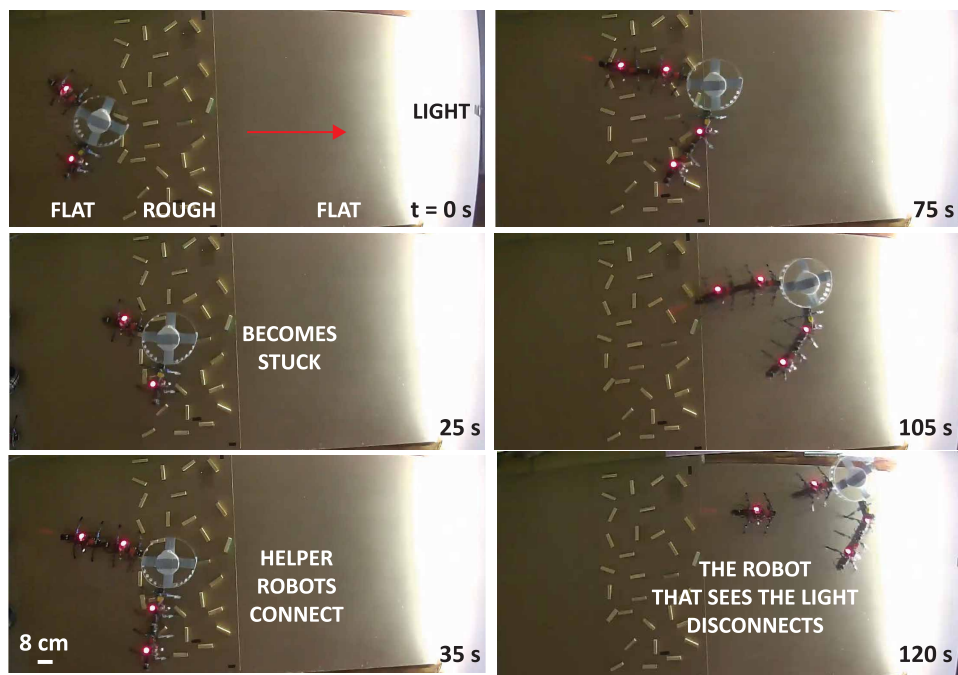 LIGHT
FLAT ROUGH FLAT t = 0 s
BECOMES
STUCK
25 s
HELPER
ROBOTS
CONNECT
8 cm
35 s
75 s
105 s
THE ROBOT
THAT SEES THE LIGHT
DISCONNECTS
120 s